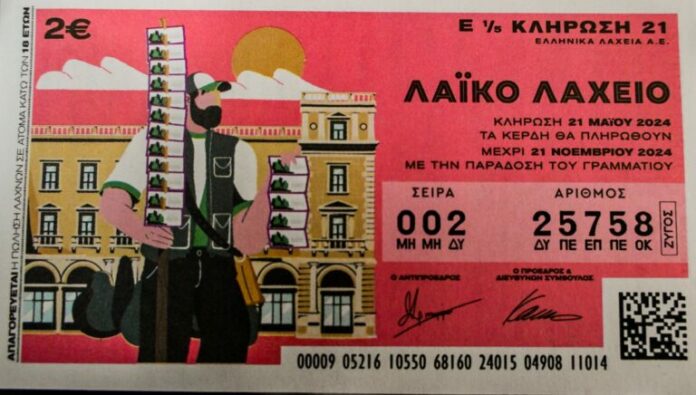 2€
Ε 1/5 ΚΛΗΡΩΣΗ 21
ΕΛΛΗΝΙΚΑ ΛΑΧΕΙΑ Α.Ε.
ΛΑΪΚΟ ΛΑΧΕΙΟ
ΚΛΗΡΩΣΗ 21 ΜΑΪΟΥ 2024
ΤΑ ΚΕΡΔΗ ΘΑ ΠΛΗΡΩΘΟΥΝ
ΜΕΧΡΙ 21 ΝΟΕΜΒΡΙΟΥ 2024
ΜΕ ΤΗΝ ΠΑΡΑΔΟΣΗ ΤΟΥ ΓΡΑΜΜΑΤΙΟΥ
ΣΕΙΡΑ ΑΡΙΘΜΟΣ
002 25758
ΜΗ ΜΗ ΔΥ ΔΥ ΠΕ ΕΠ ΠΕ ΟΚ
ΖΥΓΟΣ
Ο ΑΝΤΙΠΡΟΕΔΡΟΣ Ο ΠΡΟΕΔΡΟΣ &
ΔΙΕΥΘΥΝΩΝ ΣΥΜΒΟΥΛΟΣ
00009 05216 10550 68160 24015 04908 11014
ΑΠΑΓΟΡΕΥΕΤΑΙ Η ΠΩΛΗΣΗ ΛΑΧΝΩΝ ΣΕ ΑΤΟΜΑ ΚΑΤΩ ΤΩΝ 18 ΕΤΩΝ